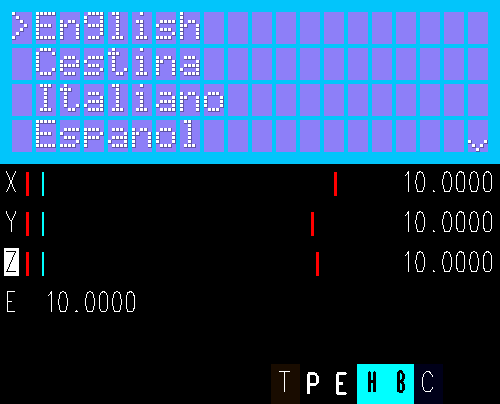 >English
Cestina
Italiano
Espanol
X 10.0000
Y 10.0000
Z 10.0000
E 10.0000
T P E H B C